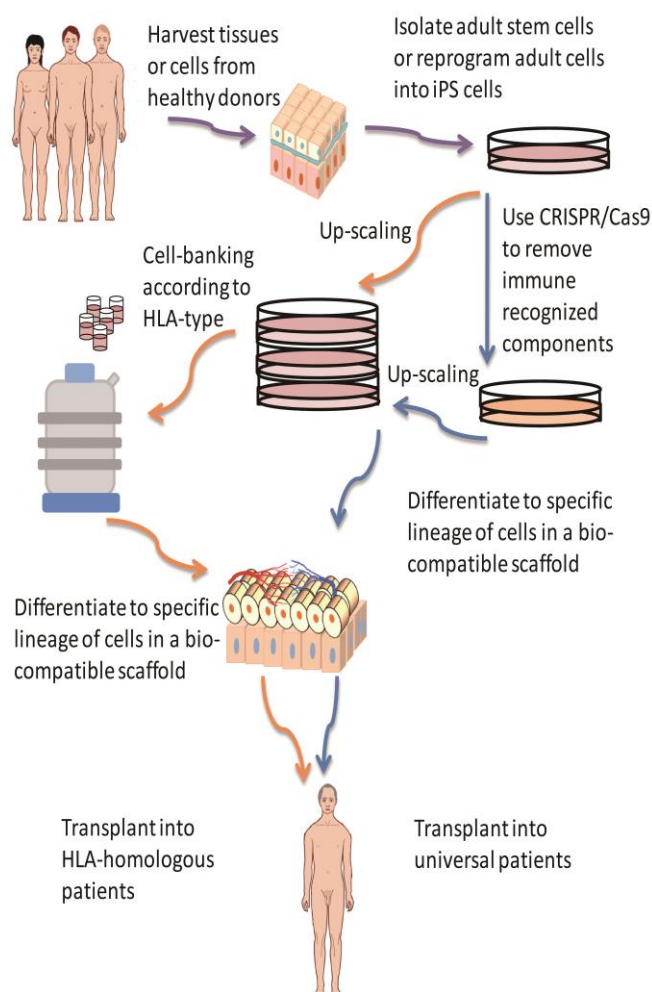 Harvest tissues
or cells from
healthy donors
Isolate adult stem cells
or reprogram adult cells
into iPS cells
Up-scaling
Use CRISPR/Cas9
to remove
immune
recognized
components
Cell-banking
according to
HLA-type
Up-scaling
Differentiate to specific
lineage of cells in a bio-
compatible scaffold
Differentiate to specific
lineage of cells in a bio-
compatible scaffold
Transplant into
HLA-homologous
patients
Transplant into
universal patients